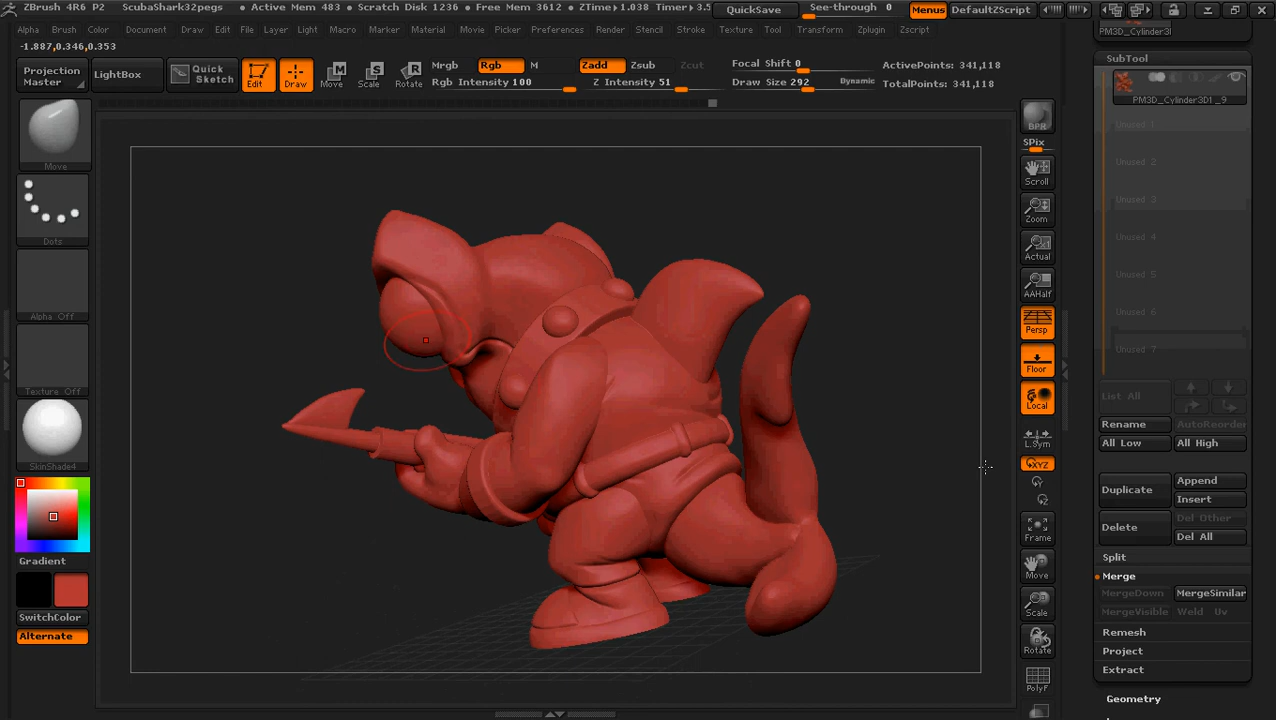 ZBrush 4R6 P2 ScubaShark32pegs • Active Mem 483 • Scratch Disk 1236 • Free Mem 3612 • ZTime▸1.038 Timer▸3.5 QuickSave See-through 0 Menus DefaultZScript
Alpha Brush Color Document Draw Edit File Layer Light Macro Marker Material Movie Picker Preferences Render Stencil Stroke Texture Tool Transform Zplugin Zscript
-1.887,0.346,0.353
Projection Master
LightBox
Quick Sketch
Edit
Draw
Move
Scale
Rotate
Mrgb Rgb M Zadd Zsub Zcut
Rgb Intensity 100 Z Intensity 51
Focal Shift 0
Draw Size 292 Dynamic
ActivePoints: 341,118
TotalPoints: 341,118
Move
Dots
Alpha Off
Texture Off
SkinShade4
Gradient
SwitchColor
Alternate
BPR
SPix
Scroll
Zoom
Actual
AAHalf
Persp
Floor
Local
L.Sym
XYZ
Frame
Move
Scale
Rotate
PolyF
SubTool
PM3D_Cylinder3D1_9
Unused 1
Unused 2
Unused 3
Unused 4
Unused 5
Unused 6
Unused 7
List All
Rename AutoReorder
All Low All High
Duplicate
Append
Insert
Delete
Del Other
Del All
Split
Merge
MergeDown MergeSimilar
MergeVisible Weld Uv
Remesh
Project
Extract
Geometry